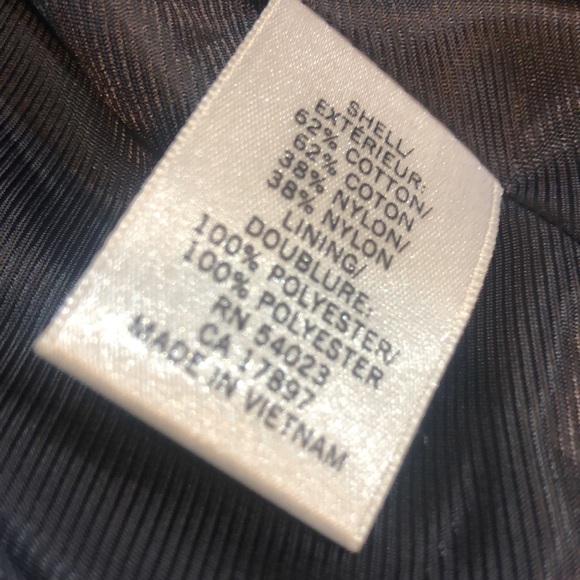 SHELL/
EXTÉRIEUR:
62% COTTON/
62% COTON
38% NYLON/
38% NYLON
LINING/
DOUBLURE:
100% POLYESTER/
100% POLYESTER
RN 54023
CA 17897
MADE IN VIETNAM